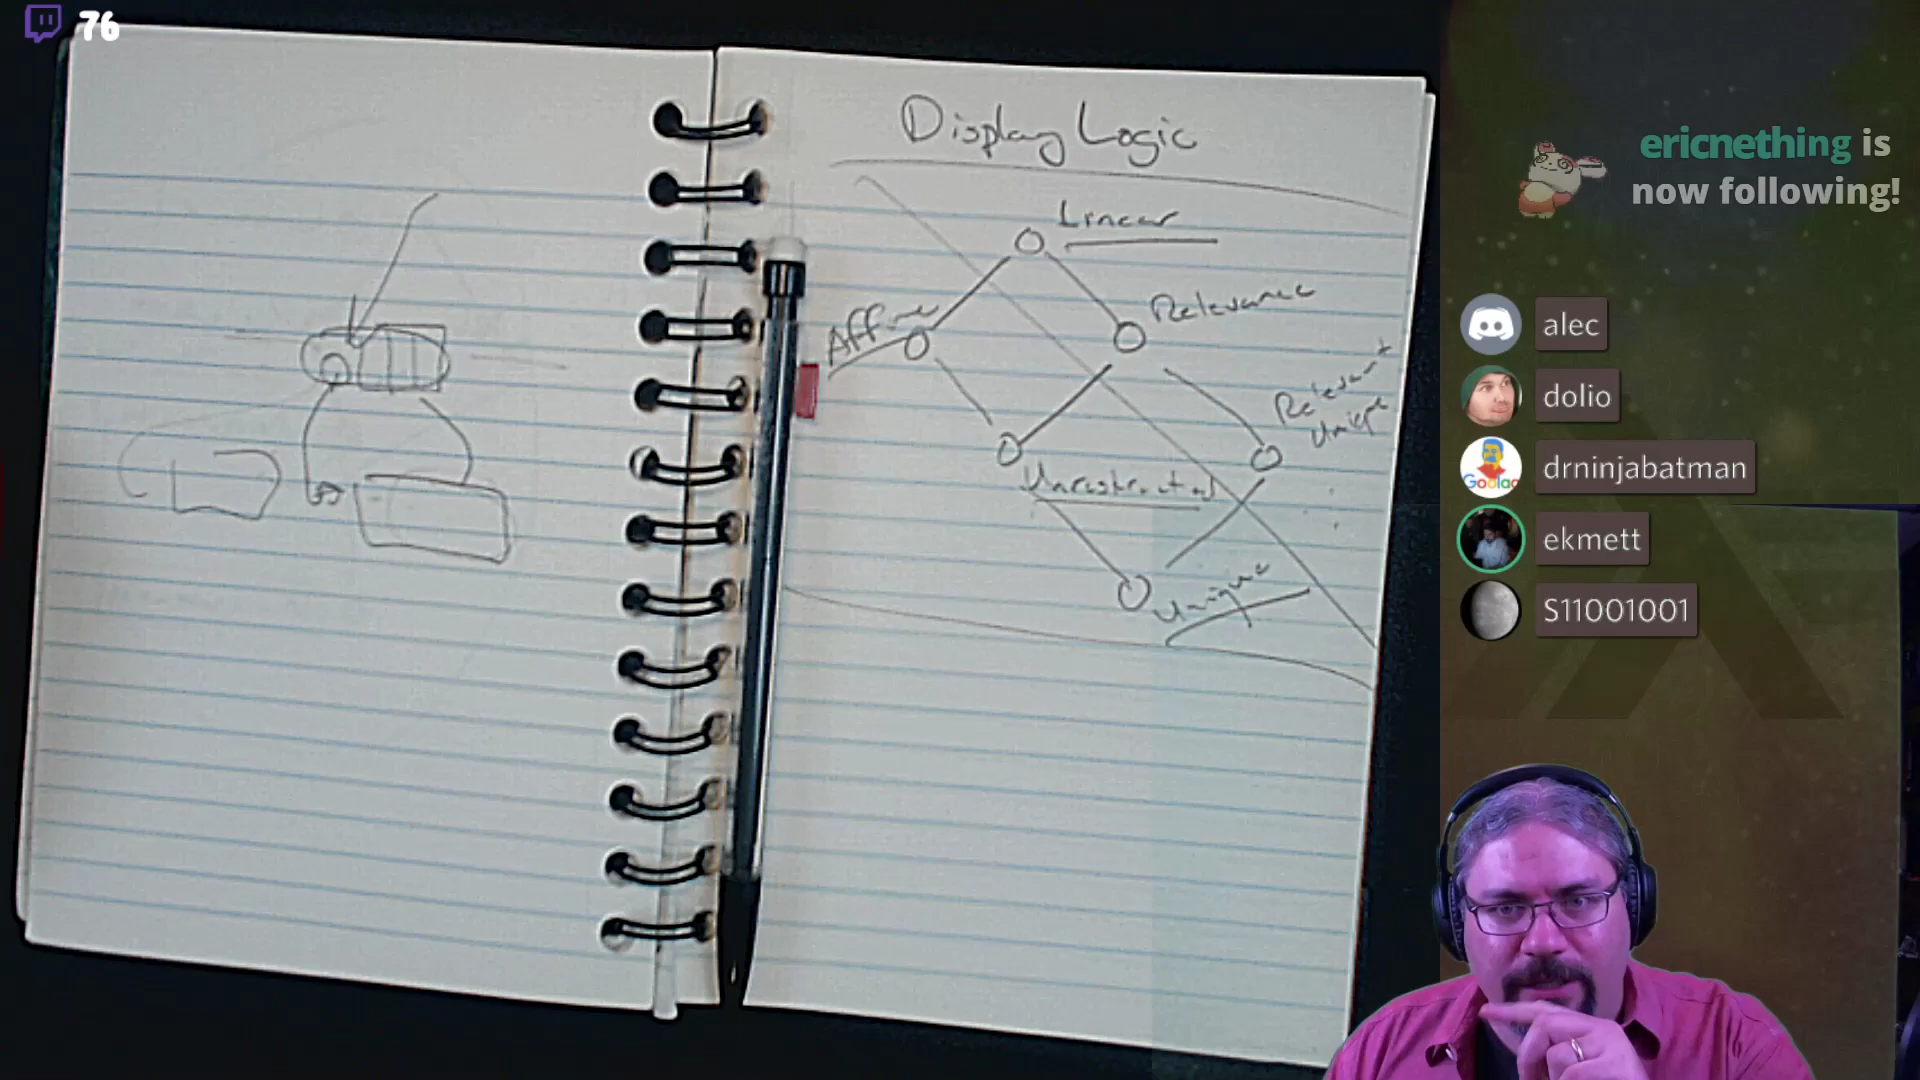 76
Display Logic
Linear
Affine
Relevance
Relevant
Unique
Unrestricted
Unique
ericnething is
now following!
alec
dolio
drninjabatman
Goolag
ekmett
S11001001